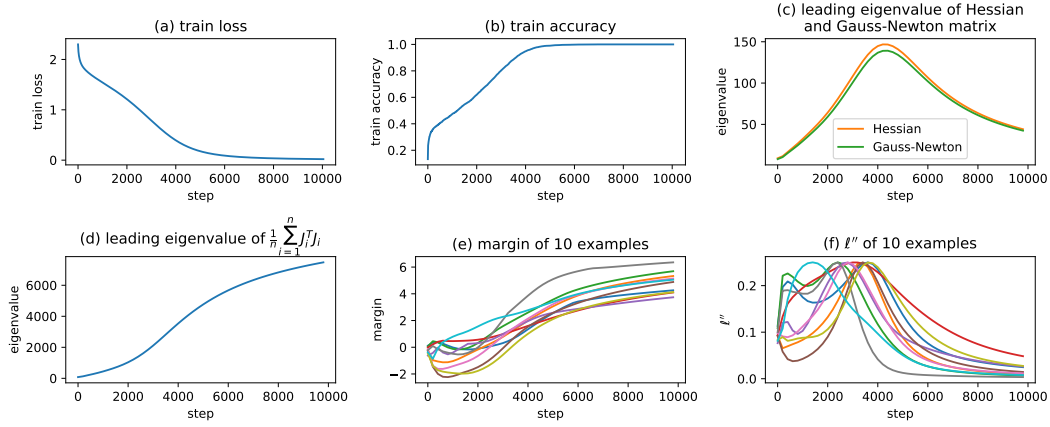 (a) train loss
train loss
2
1
0
0 2000 4000 6000 8000 10000
step
(b) train accuracy
train accuracy
1.0
0.8
0.6
0.4
0.2
0 2000 4000 6000 8000 10000
step
(c) leading eigenvalue of Hessian
and Gauss-Newton matrix
eigenvalue
150
100
50
Hessian
Gauss-Newton
0 2000 4000 6000 8000 10000
step
(d) leading eigenvalue of $\frac{1}{n}\sum_{i=1}^{n} J_i^T J_i$
eigenvalue
6000
4000
2000
0
0 2000 4000 6000 8000 10000
step
(e) margin of 10 examples
margin
6
4
2
0
−2
0 2000 4000 6000 8000 10000
step
(f) ℓ′′ of 10 examples
ℓ′′
0.2
0.1
0.0
0 2000 4000 6000 8000 10000
step